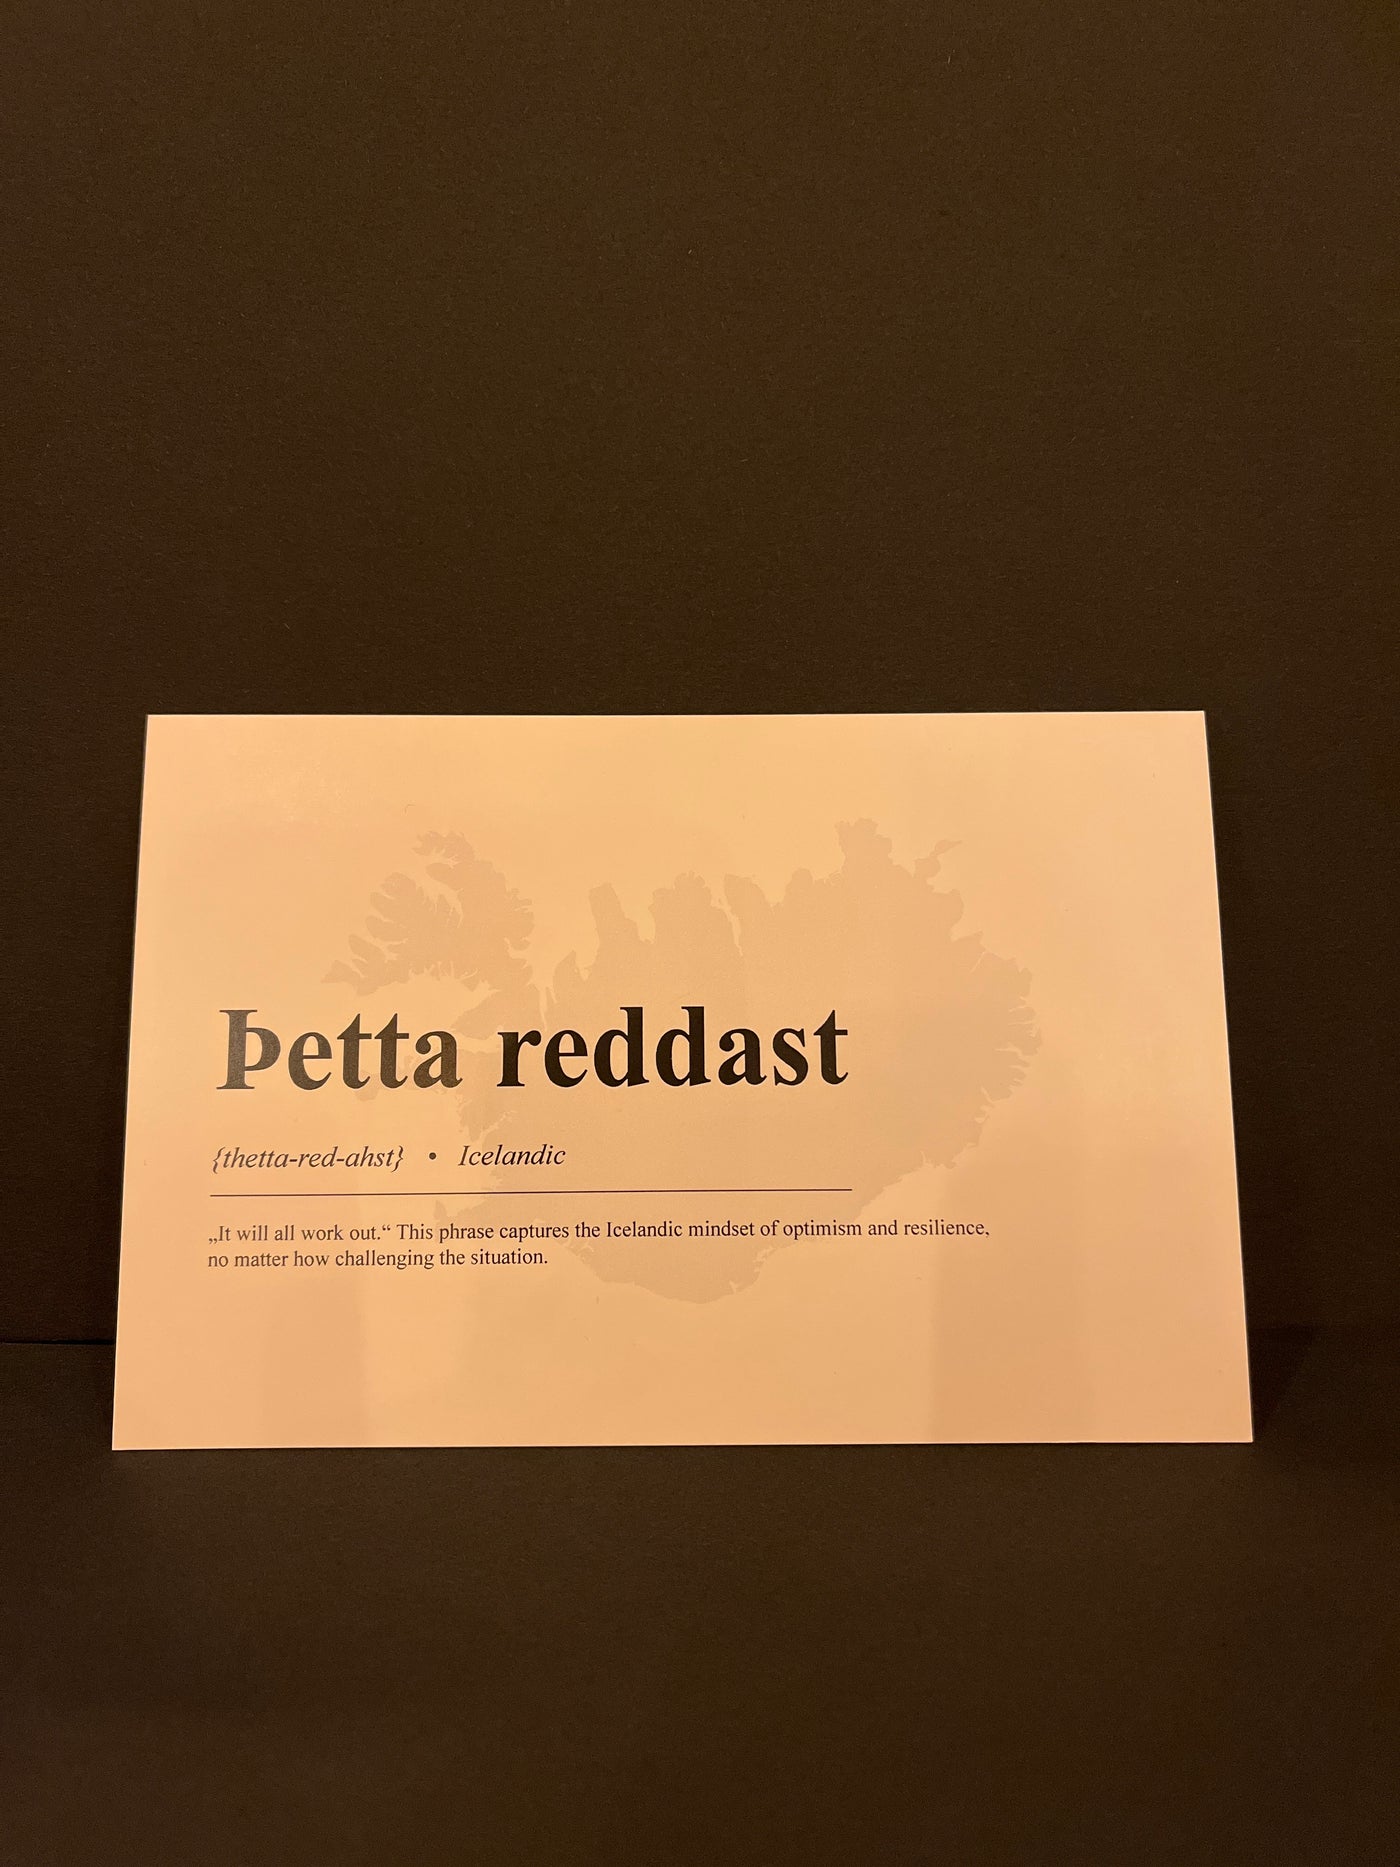 Þetta reddast
{thetta-red-ahst} • Icelandic
„It will all work out.“ This phrase captures the Icelandic mindset of optimism and resilience,
no matter how challenging the situation.